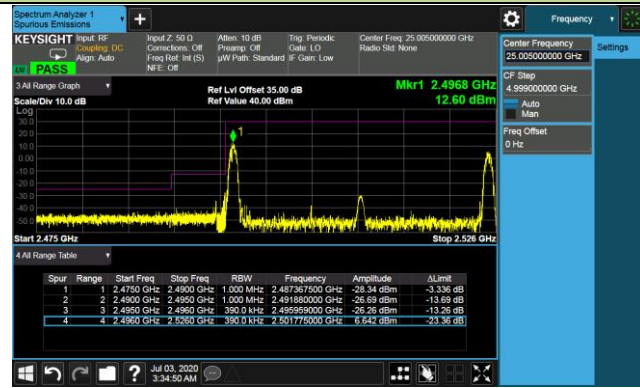 Spectrum Analyzer 1
Spurious Emissions
Frequency
KEYSIGHT
Input: RF
Coupling: DC
Align: Auto
Input Z: 50 Ω
Corrections: Off
Freq Ref: Int (S)
NFE: Off
Atten: 10 dB
Preamp: Off
µW Path: Standard
Trig: Periodic
Gate: LO
IF Gain: Low
Center Freq: 25.005000000 GHz
Radio Std: None
PASS
3 All Range Graph
Scale/Div 10.0 dB
Ref Lvl Offset 35.00 dB
Ref Value 40.00 dBm
Mkr1 2.4968 GHz
12.60 dBm
Log
30.0
20.0
10.0
0.00
-10.0
-20.0
-30.0
-40.0
-50.0
1
Start 2.475 GHz
Stop 2.526 GHz
4 All Range Table
Spur Range Start Freq Stop Freq RBW Frequency Amplitude ΔLimit
1 1 2.4750 GHz 2.4900 GHz 1.000 MHz 2.487367500 GHz -28.34 dBm -3.336 dB
2 2 2.4900 GHz 2.4950 GHz 1.000 MHz 2.491880000 GHz -26.69 dBm -13.69 dB
3 3 2.4950 GHz 2.4960 GHz 390.0 kHz 2.495959000 GHz -26.26 dBm -13.26 dB
4 4 2.4960 GHz 2.5260 GHz 390.0 kHz 2.501775000 GHz 6.642 dBm -23.36 dB
Jul 03, 2020
3:34:50 AM
Center Frequency
25.005000000 GHz
CF Step
4.999000000 GHz
Auto
Man
Freq Offset
0 Hz
Settings